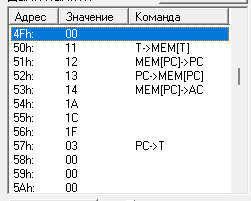 Адрес Значение Команда
4Fh: 00
50h: 11 T->MEM[T]
51h: 12 MEM[PC]->PC
52h: 13 PC->MEM[PC]
53h: 14 MEM[PC]->AC
54h: 1A
55h: 1C
56h: 1F
57h: 03 PC->T
58h: 00
59h: 00
5Ah: 00